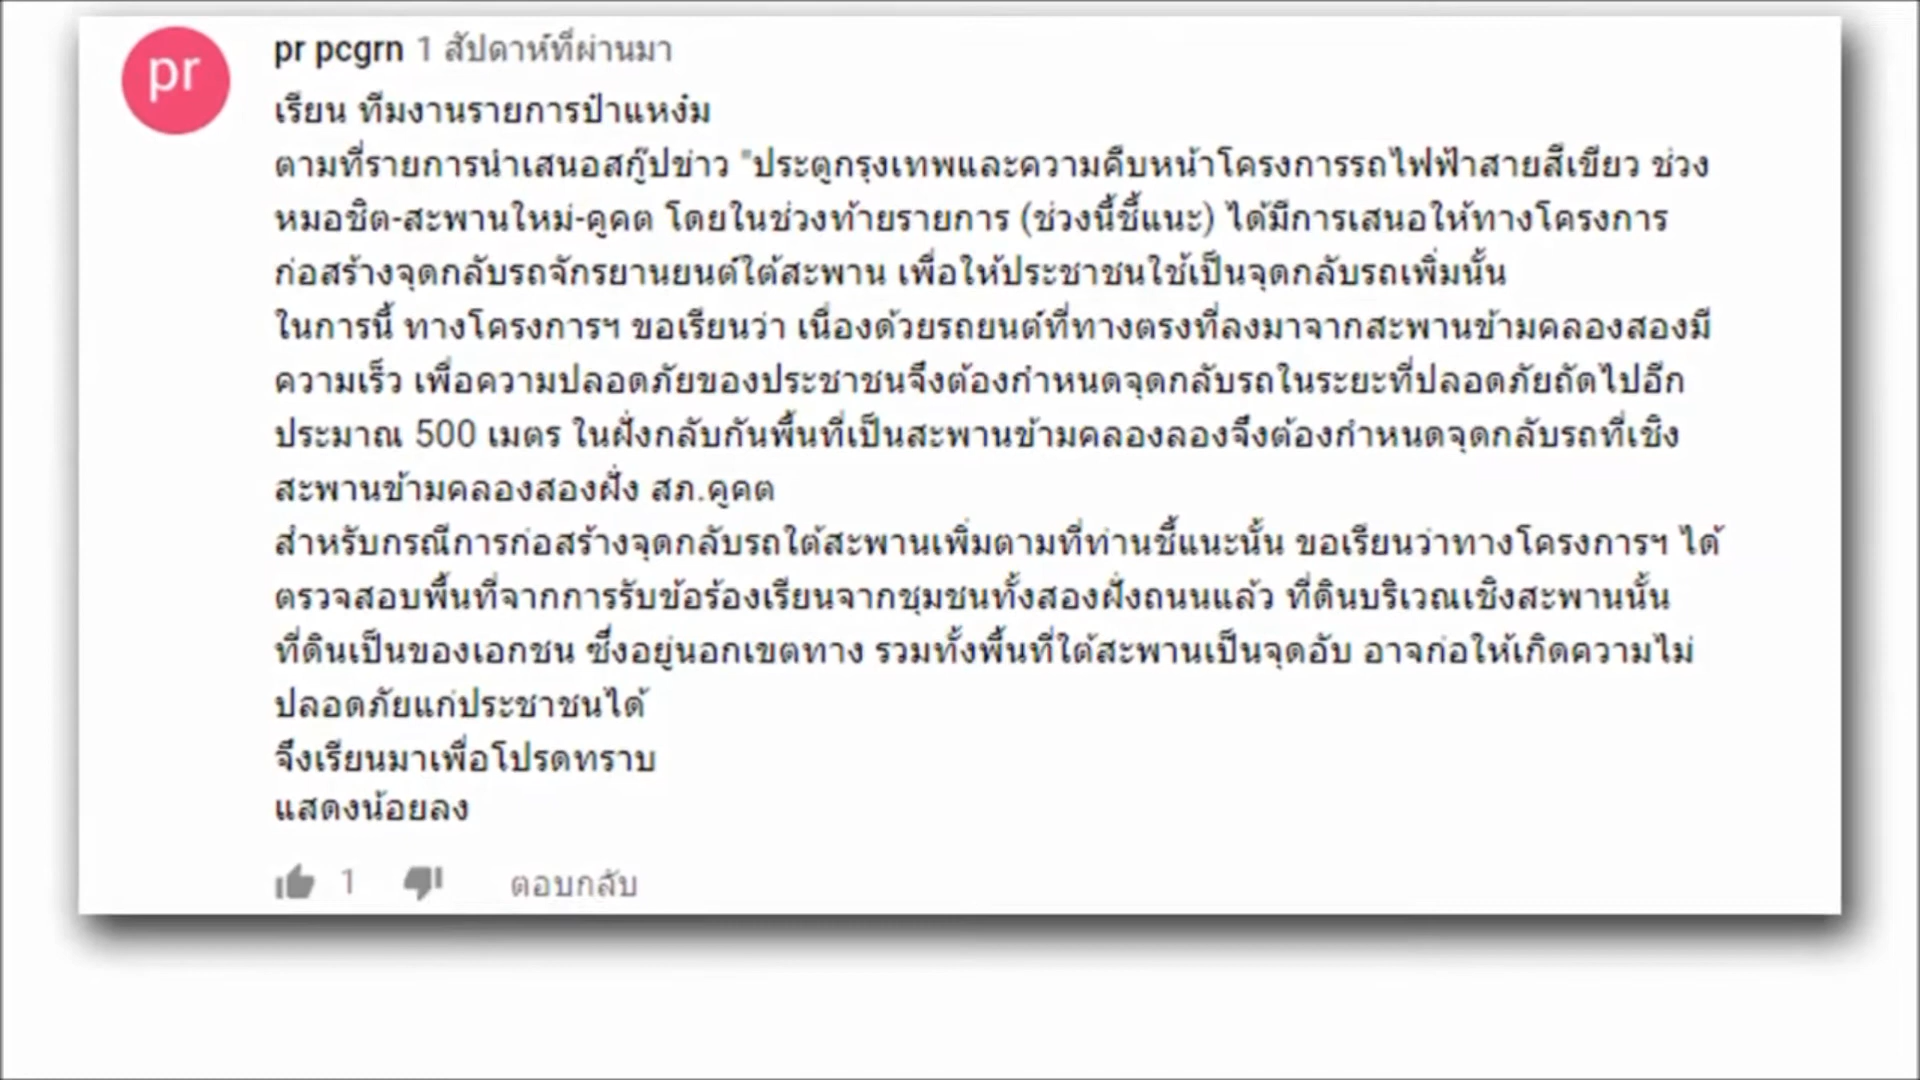 pr
pr pcgrn 1 สัปดาห์ที่ผ่านมา
เรียน ทีมงานรายการป๋าแหง๋ม
ตามที่รายการนำเสนอสกู๊ปข่าว "ประตูกรุงเทพและความคืบหน้าโครงการรถไฟฟ้าสายสีเขียว ช่วง
หมอชิต-สะพานใหม่-คูคต โดยในช่วงท้ายรายการ (ช่วงนี้ชี้แนะ) ได้มีการเสนอให้ทางโครงการ
ก่อสร้างจุดกลับรถจักรยานยนต์ใต้สะพาน เพื่อให้ประชาชนใช้เป็นจุดกลับรถเพิ่มนั้น
ในการนี้ ทางโครงการฯ ขอเรียนว่า เนื่องด้วยรถยนต์ที่ทางตรงที่ลงมาจากสะพานข้ามคลองสองมี
ความเร็ว เพื่อความปลอดภัยของประชาชนจึงต้องกำหนดจุดกลับรถในระยะที่ปลอดภัยถัดไปอีก
ประมาณ 500 เมตร ในฝั่งกลับกันพื้นที่เป็นสะพานข้ามคลองลองจึงต้องกำหนดจุดกลับรถที่เชิง
สะพานข้ามคลองสองฝั่ง สภ.คูคต
สำหรับกรณีการก่อสร้างจุดกลับรถใต้สะพานเพิ่มตามที่ท่านชี้แนะนั้น ขอเรียนว่าทางโครงการฯ ได้
ตรวจสอบพื้นที่จากการรับข้อร้องเรียนจากชุมชนทั้งสองฝั่งถนนแล้ว ที่ดินบริเวณเชิงสะพานนั้น
ที่ดินเป็นของเอกชน ซึ่งอยู่นอกเขตทาง รวมทั้งพื้นที่ใต้สะพานเป็นจุดอับ อาจก่อให้เกิดความไม่
ปลอดภัยแก่ประชาชนได้
จึงเรียนมาเพื่อโปรดทราบ
แสดงน้อยลง
1 ตอบกลับ